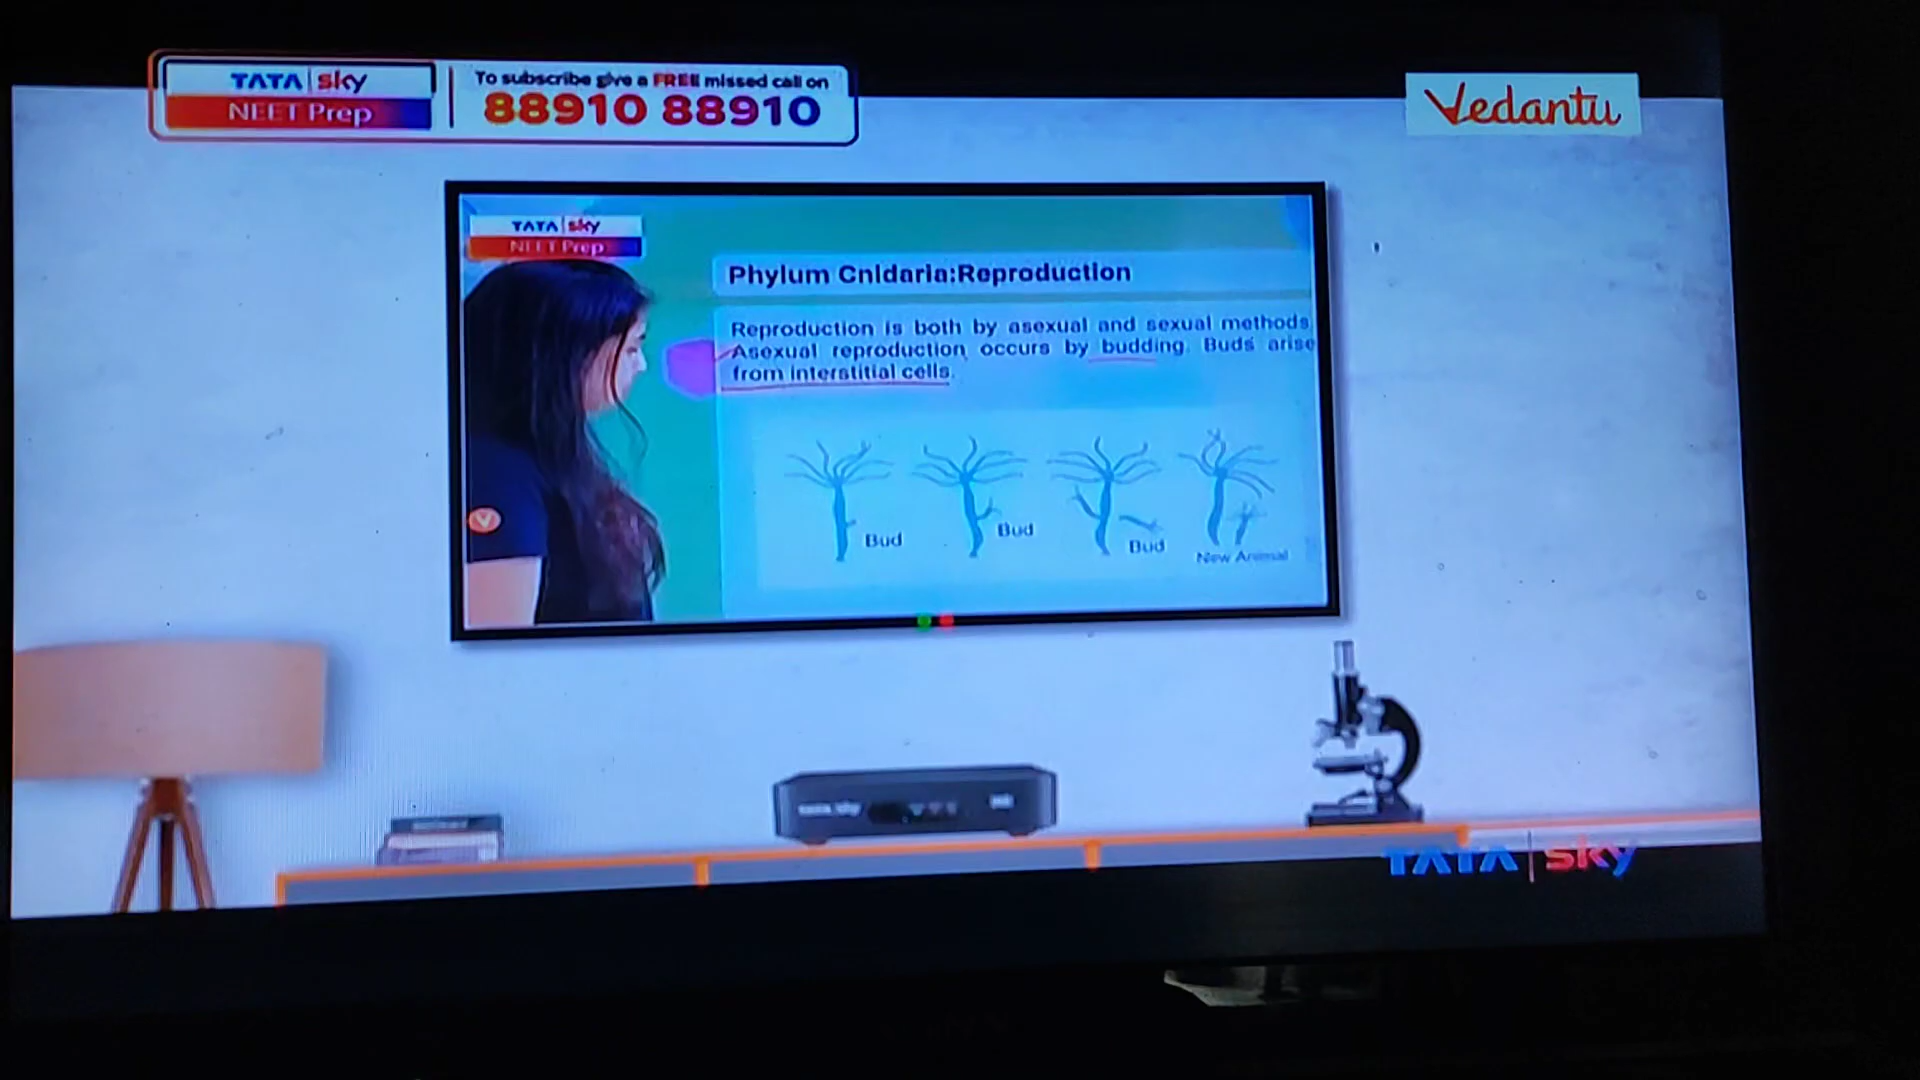 TATA sky
NEET Prep
To subscribe give a FREE missed call on
88910 88910
Vedantu
TATA sky
NEET Prep
Phylum Cnidaria:Reproduction
Reproduction is both by asexual and sexual methods
Asexual reproduction occurs by budding. Buds arise
from interstitial cells.
Bud
Bud
Bud
New Animal
V
TATA sky
TATA sky